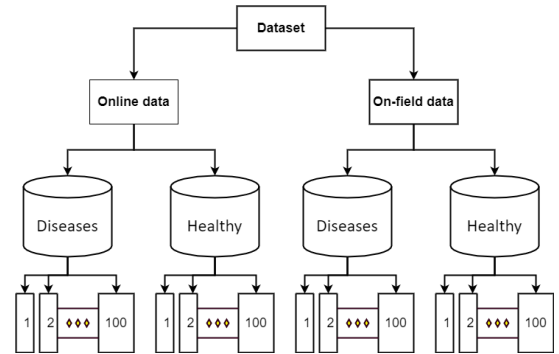 Dataset
Online data
On-field data
Diseases
Healthy
Diseases
Healthy
1 2 100
1 2 100
1 2 100
1 2 100